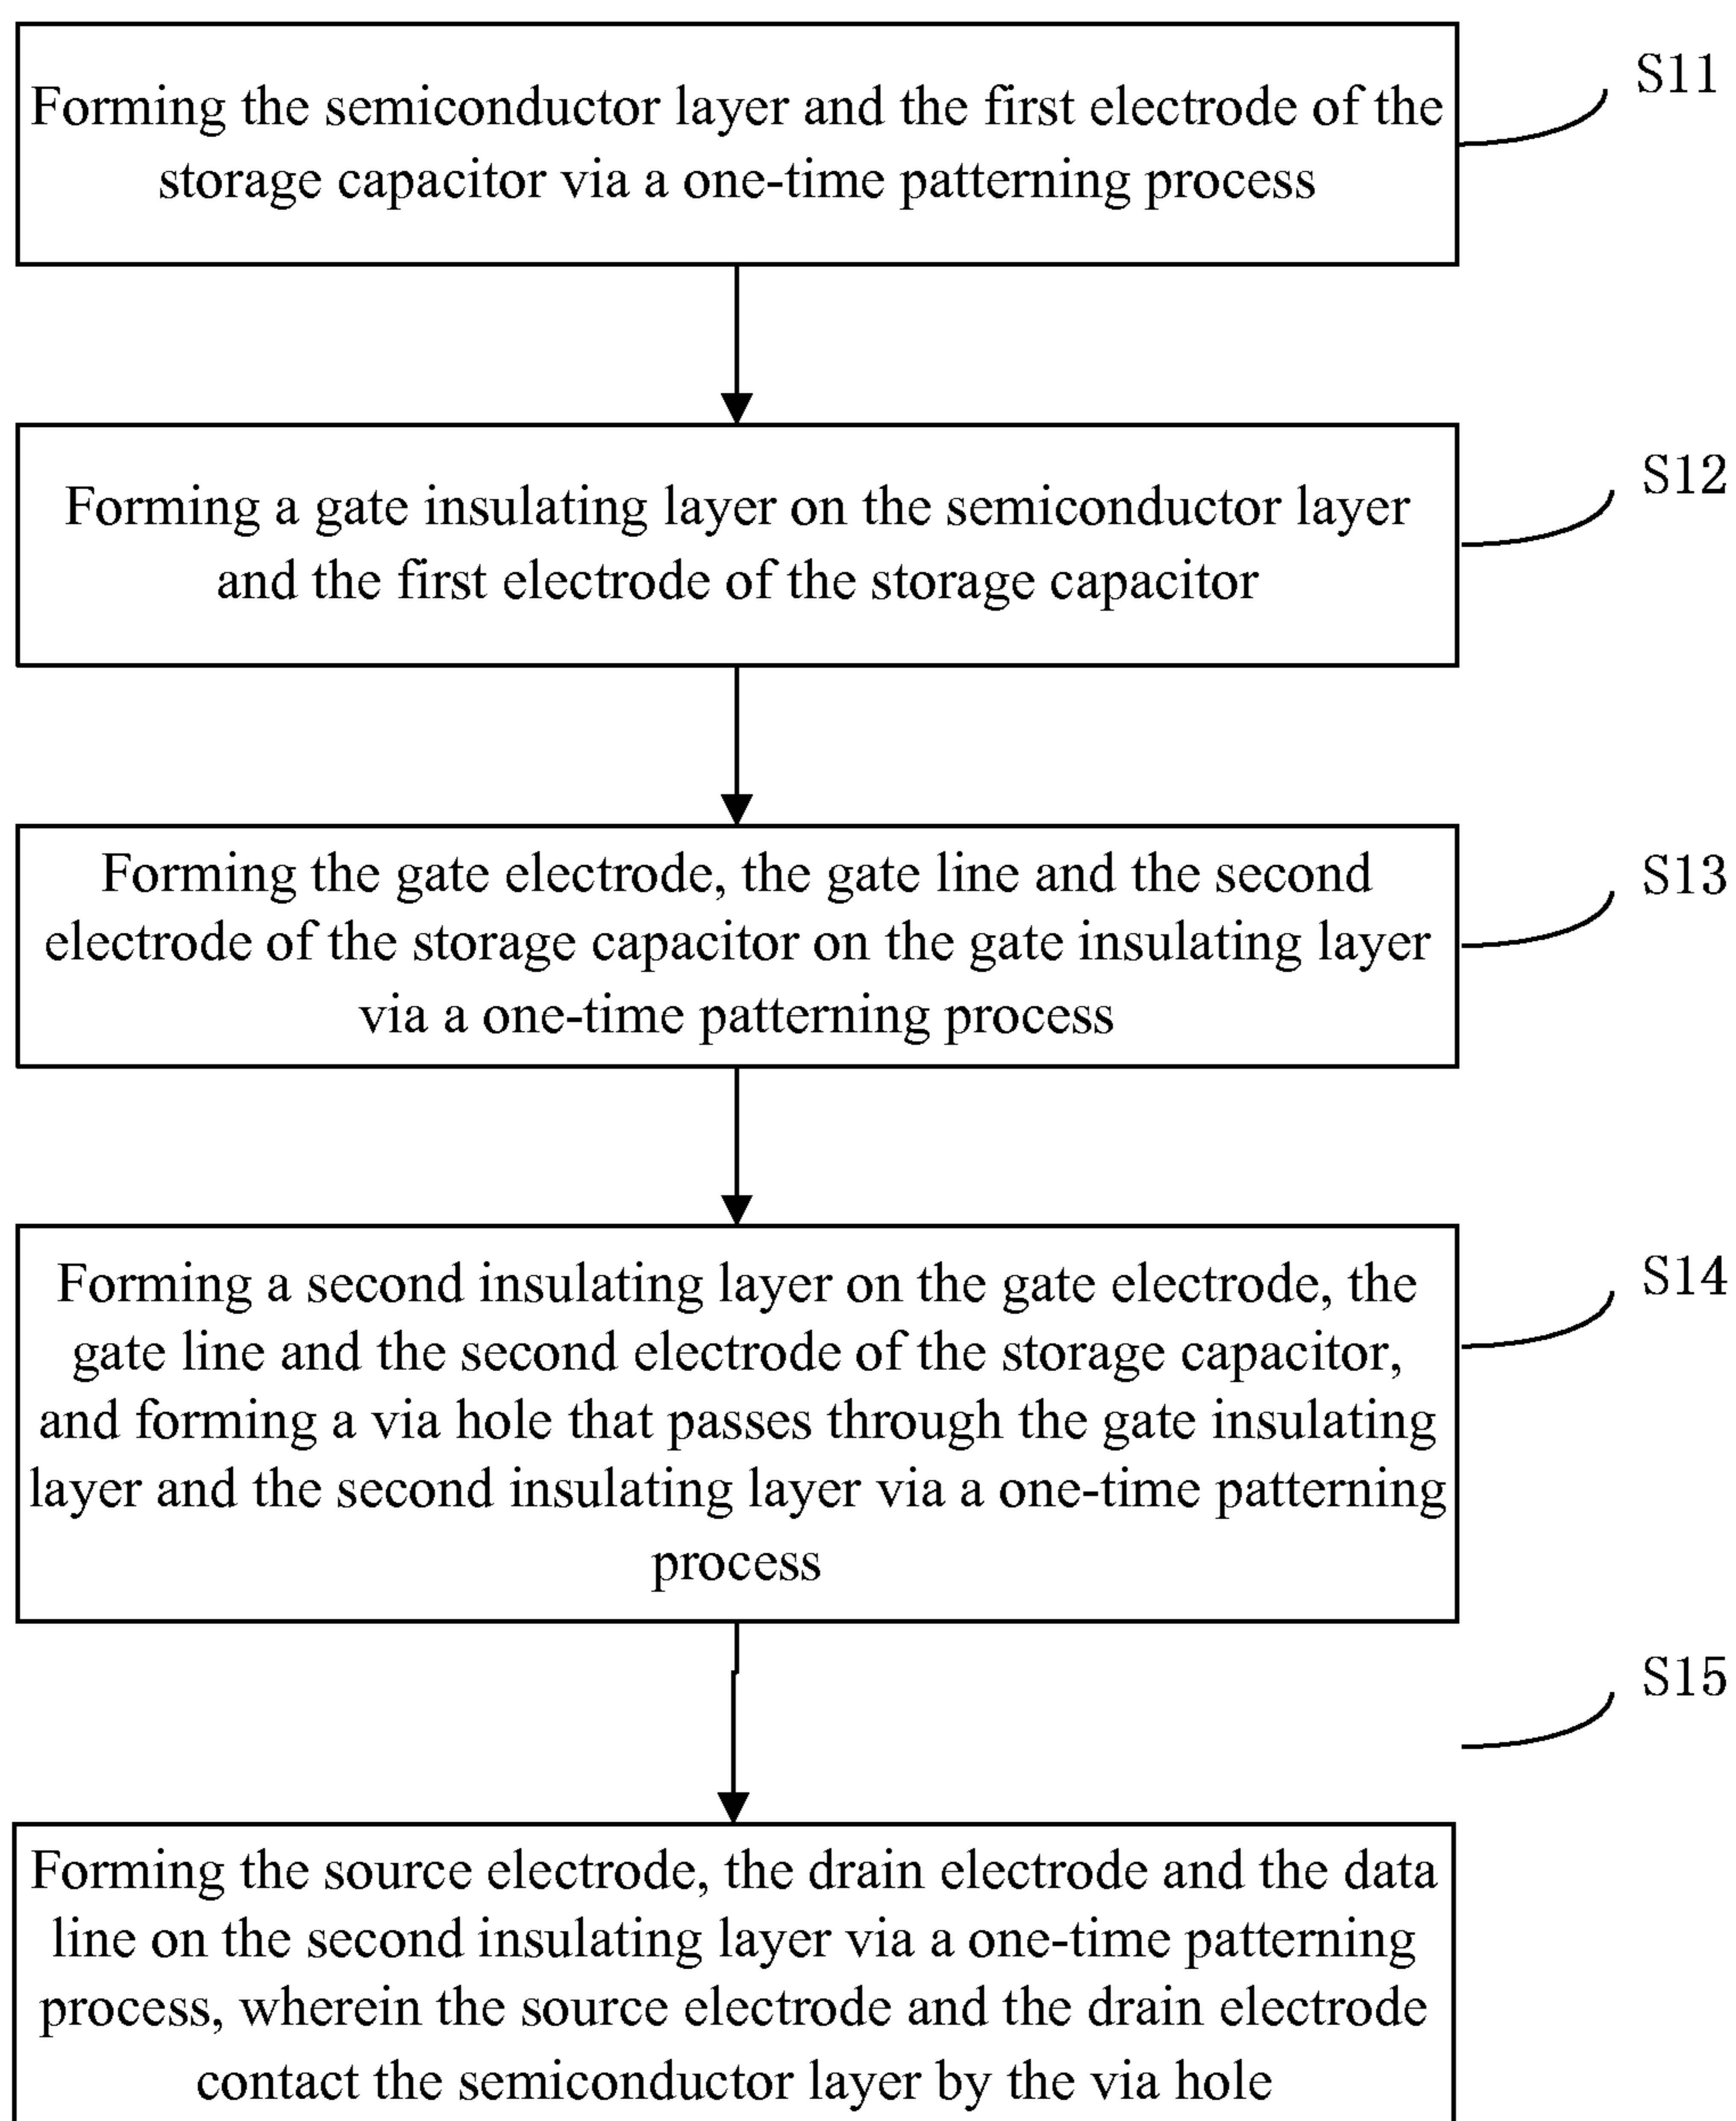 Forming the semiconductor layer and the first electrode of the
storage capacitor via a one-time patterning process
S11
Forming a gate insulating layer on the semiconductor layer
and the first electrode of the storage capacitor
S12
Forming the gate electrode, the gate line and the second
electrode of the storage capacitor on the gate insulating layer
via a one-time patterning process
S13
Forming a second insulating layer on the gate electrode, the
gate line and the second electrode of the storage capacitor,
and forming a via hole that passes through the gate insulating
layer and the second insulating layer via a one-time patterning
process
S14
S15
Forming the source electrode, the drain electrode and the data
line on the second insulating layer via a one-time patterning
process, wherein the source electrode and the drain electrode
contact the semiconductor layer by the via hole